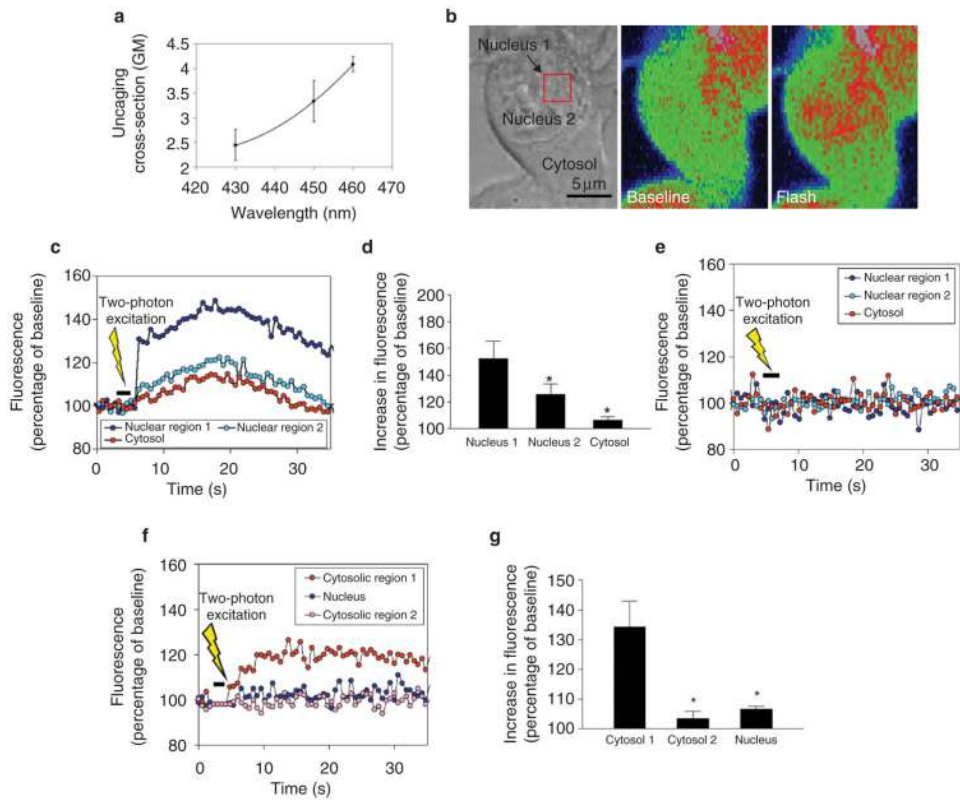 a
Uncaging
cross-section (GM)
4.5
4
3.5
3
2.5
2
420 430 440 450 460 470
Wavelength (nm)
b
Nucleus 1
Nucleus 2
Cytosol
5 µm
Baseline
Flash
c
Fluorescence
(percentage of baseline)
160
140
120
100
80
Two-photon
excitation
Nuclear region 1
Nuclear region 2
Cytosol
0 10 20 30
Time (s)
d
Increase in fluorescence
(percentage of baseline)
200
180
160
140
120
100
*
*
Nucleus 1 Nucleus 2 Cytosol
e
Fluorescence
(percentage of baseline)
160
140
120
100
80
Nuclear region 1
Nuclear region 2
Cytosol
Two-photon
excitation
0 10 20 30
Time (s)
f
Fluorescence
(percentage of baseline)
160
140
120
100
80
Cytosolic region 1
Nucleus
Cytosolic region 2
Two-photon
excitation
0 10 20 30
Time (s)
g
Increase in fluorescence
(percentage of baseline)
150
140
130
120
110
100
*
*
Cytosol 1 Cytosol 2 Nucleus